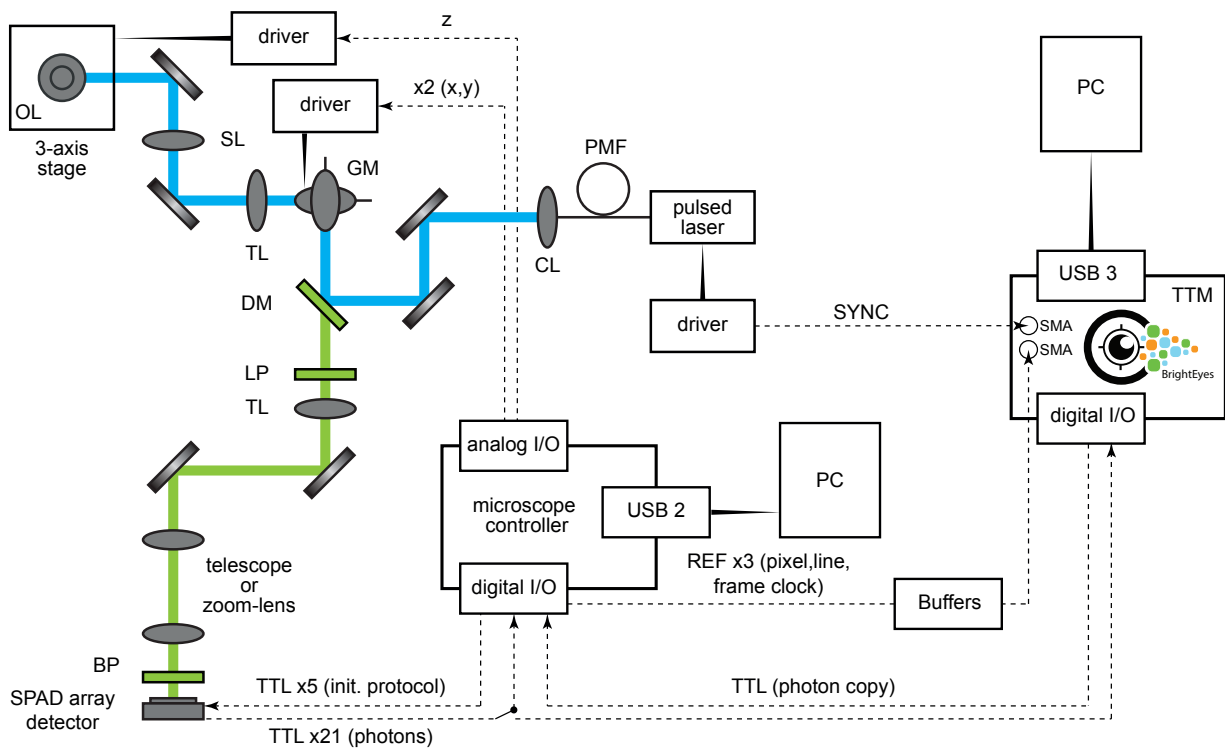 z
driver
x2 (x,y)
driver
OL
3-axis
stage
SL
GM
TL
PMF
pulsed
laser
CL
PC
USB 3
TTM
DM
driver
SYNC
SMA
SMA
BrightEyes
LP
TL
digital I/O
analog I/O
PC
microscope
controller
USB 2
REF x3 (pixel,line,
frame clock)
digital I/O
Buffers
telescope
or
zoom-lens
BP
SPAD array
detector
TTL x5 (init. protocol)
TTL (photon copy)
TTL x21 (photons)